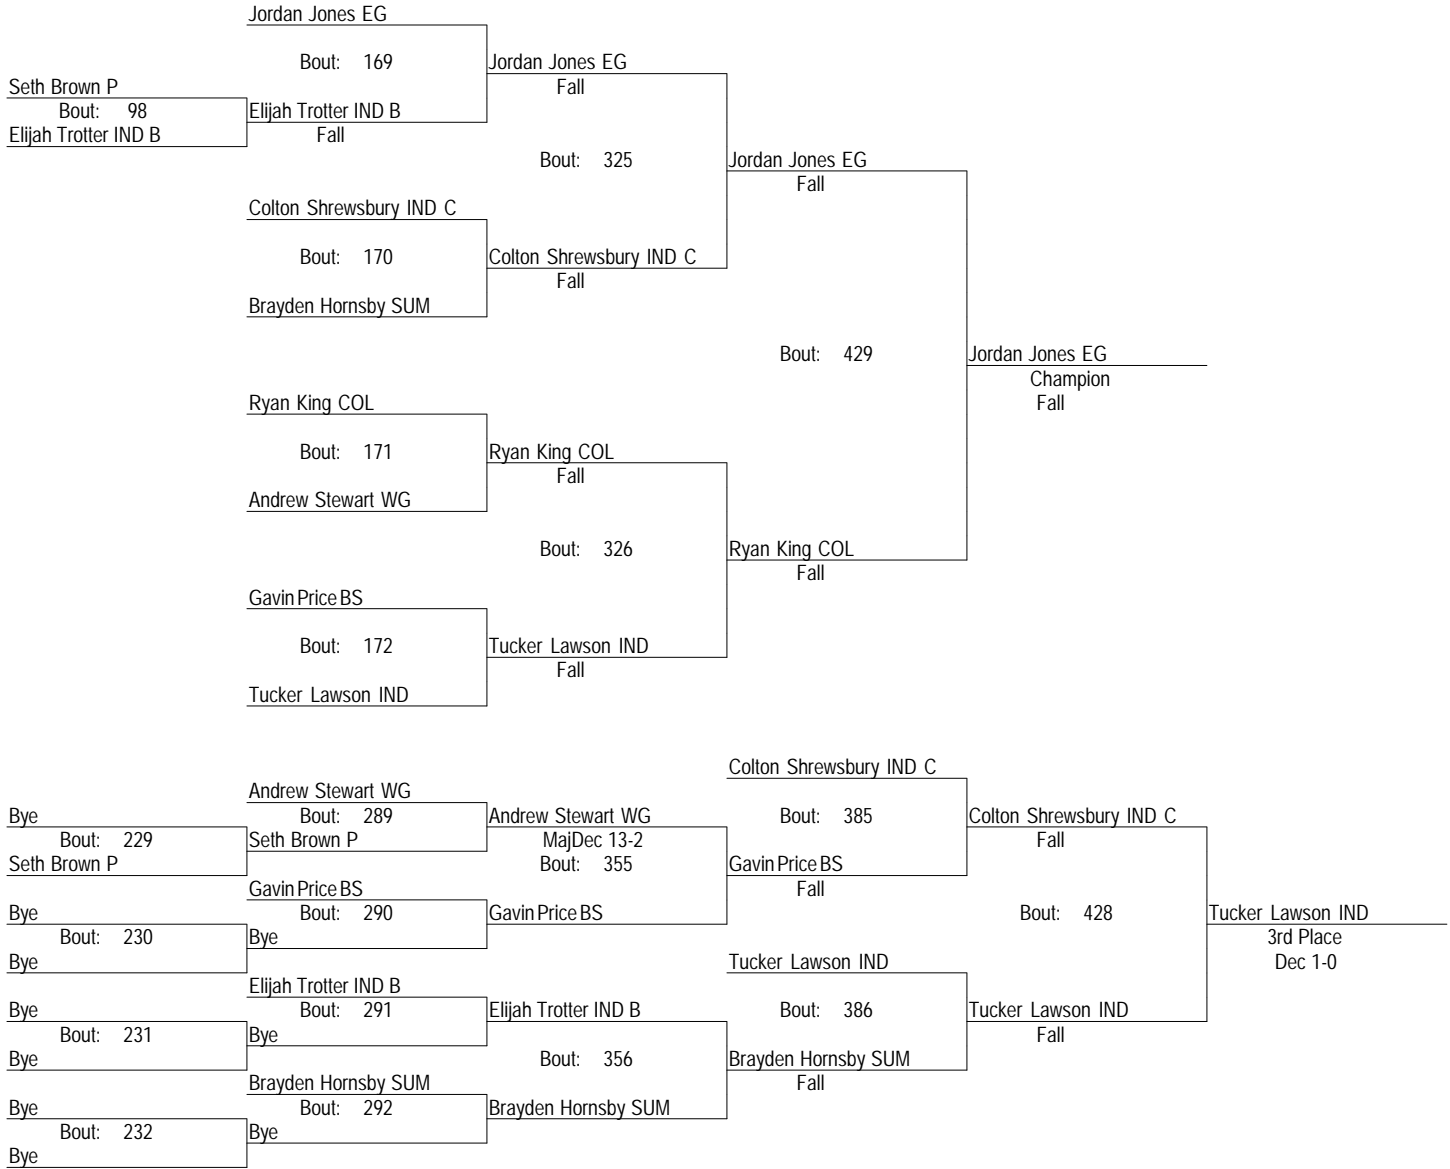 Jordan Jones EG
Bout: 169
Jordan Jones EG
Seth Brown P
Fall
Bout: 98
Elijah Trotter IND B
Elijah Trotter IND B
Fall
Bout: 325
Jordan Jones EG
Fall
Colton Shrewsbury IND C
Bout: 170
Colton Shrewsbury IND C
Fall
Brayden Hornsby SUM
Bout: 429
Jordan Jones EG
Champion
Fall
Ryan King COL
Bout: 171
Ryan King COL
Fall
Andrew Stewart WG
Bout: 326
Ryan King COL
Fall
Gavin Price BS
Bout: 172
Tucker Lawson IND
Fall
Tucker Lawson IND
Colton Shrewsbury IND C
Andrew Stewart WG
Bye
Bout: 289
Andrew Stewart WG
Bout: 385
Colton Shrewsbury IND C
Bout: 229
Seth Brown P
MajDec 13-2
Fall
Seth Brown P
Bout: 355
Gavin Price BS
Gavin Price BS
Fall
Bye
Bout: 290
Gavin Price BS
Bout: 428
Tucker Lawson IND
Bout: 230
Bye
3rd Place
Bye
Tucker Lawson IND
Dec 1-0
Elijah Trotter IND B
Bye
Bout: 291
Elijah Trotter IND B
Bout: 386
Tucker Lawson IND
Bout: 231
Bye
Fall
Bye
Bout: 356
Brayden Hornsby SUM
Brayden Hornsby SUM
Fall
Bye
Bout: 292
Brayden Hornsby SUM
Bout: 232
Bye
Bye